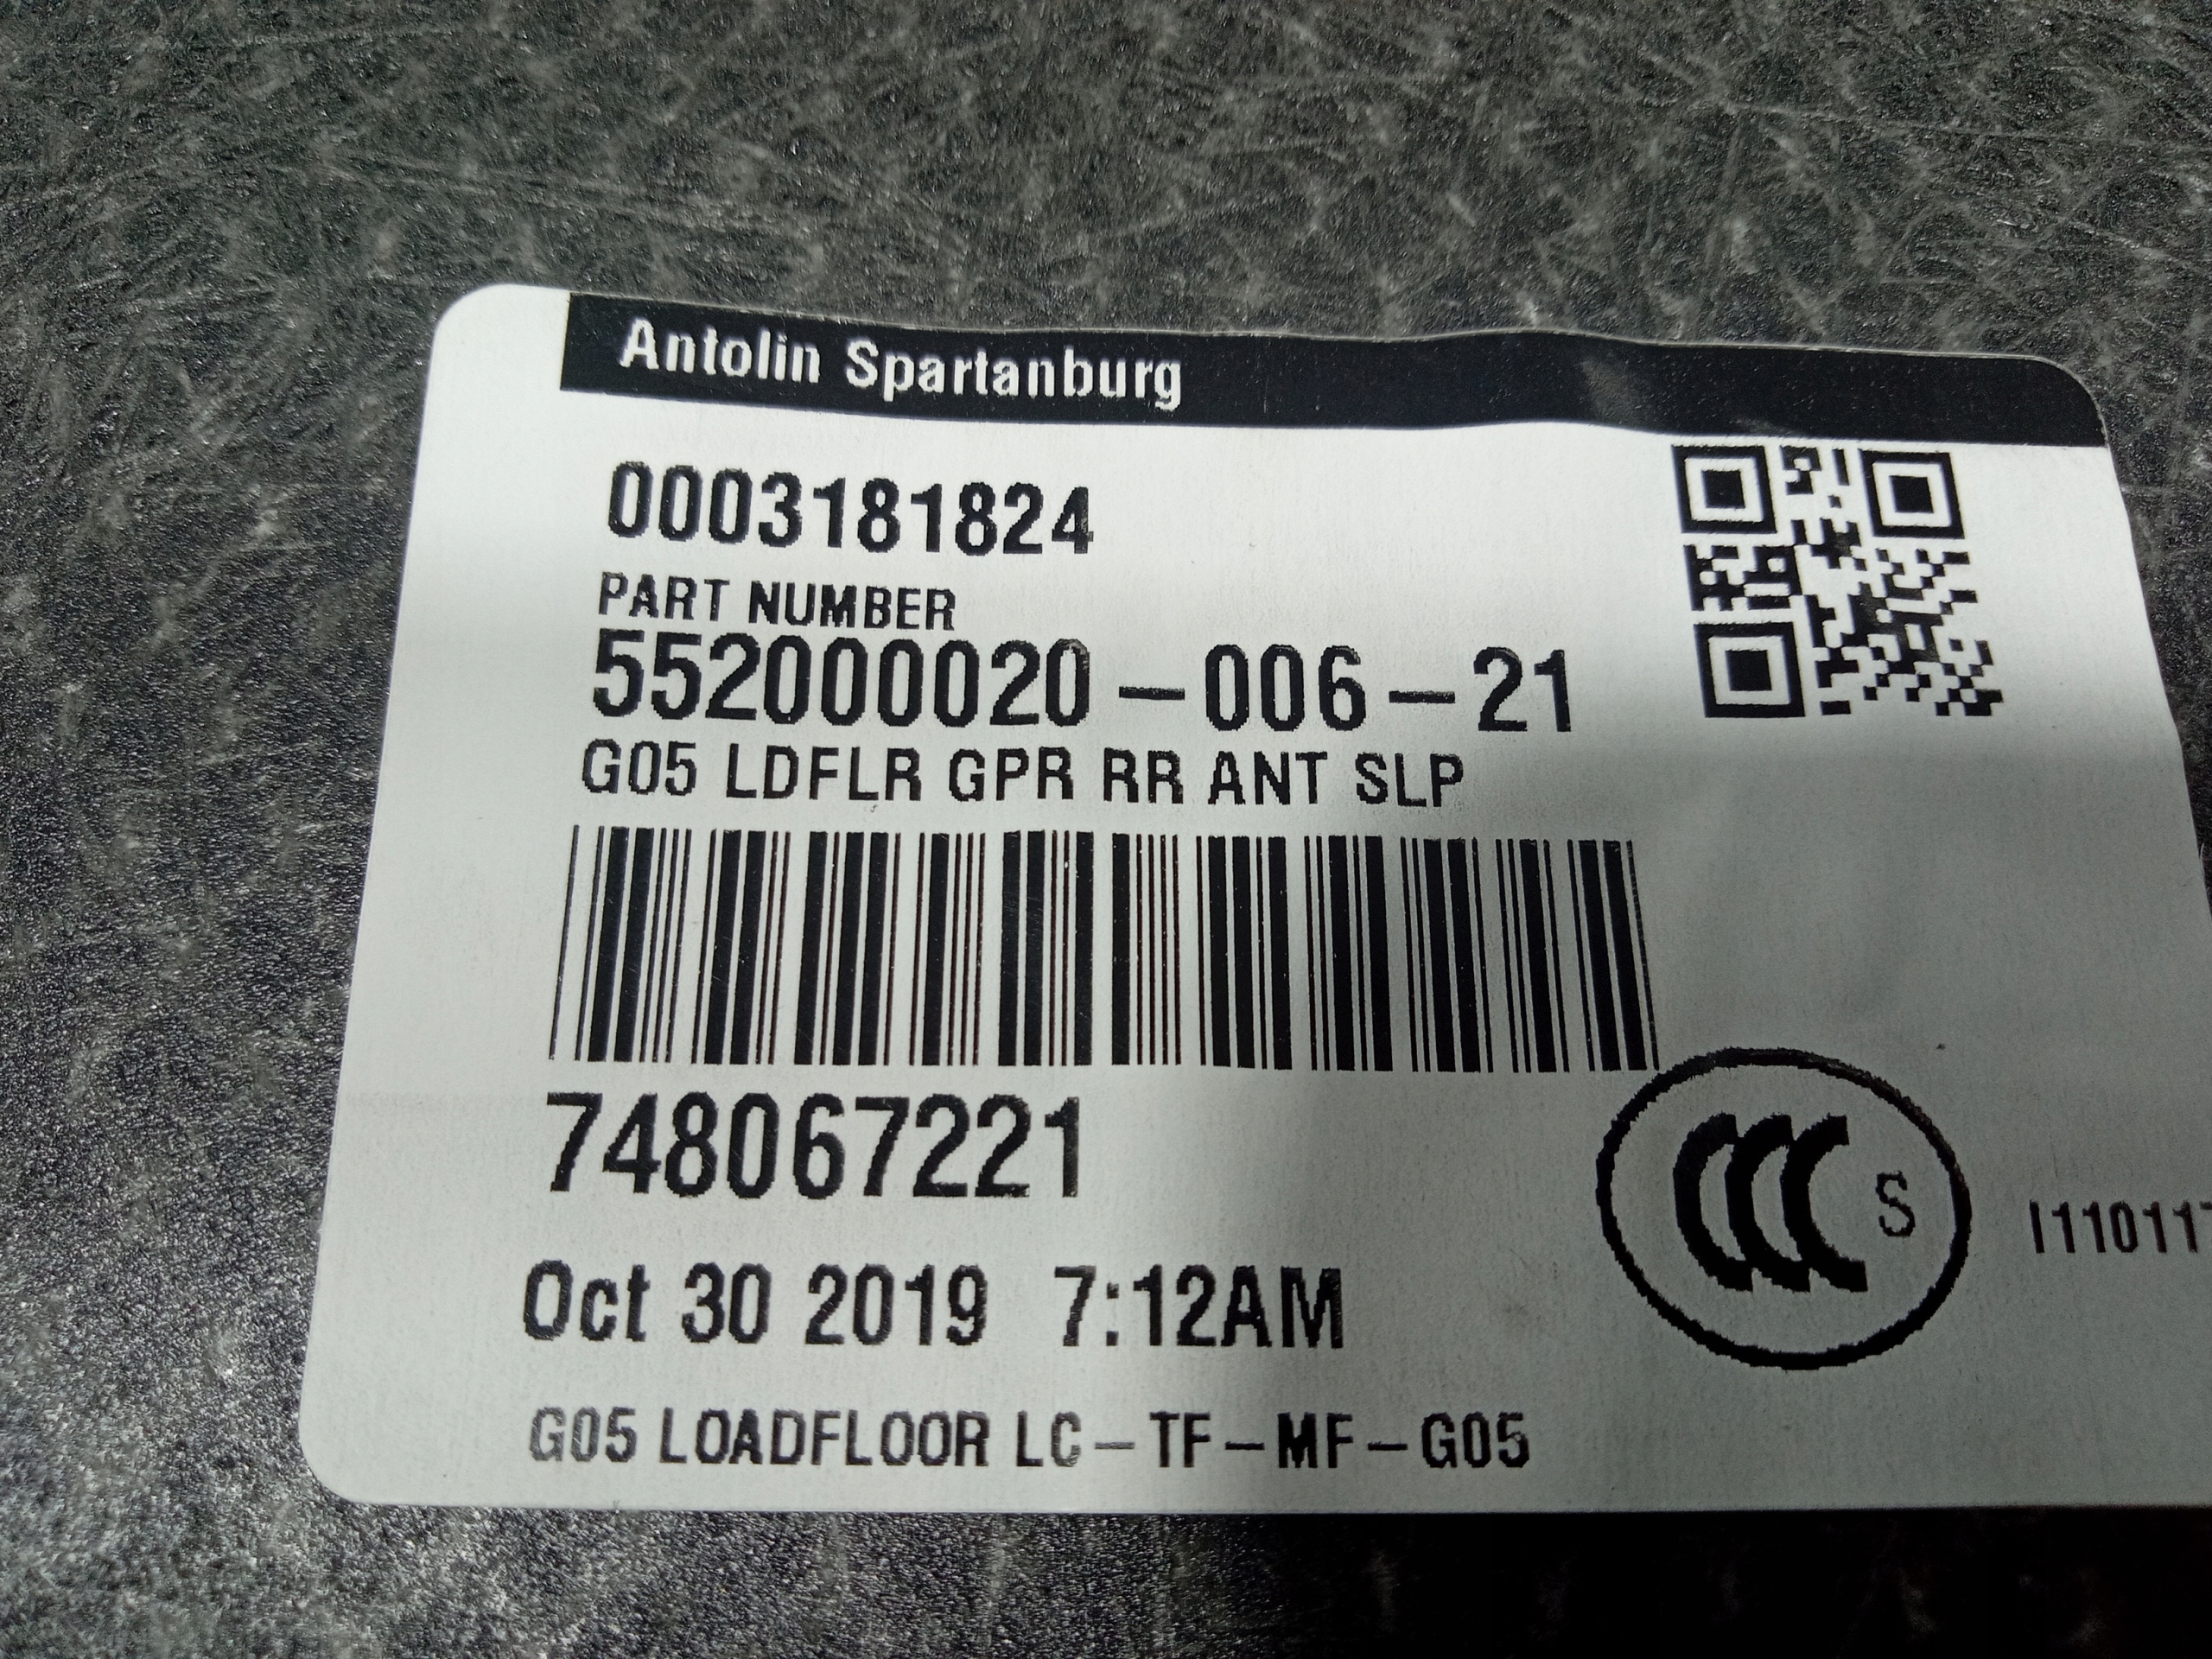 Antolin Spartanburg
0003181824
PART NUMBER
552000020-006-21
G05 LDFLR GPR RR ANT SLP
748067221
CCC S
Oct 30 2019 7:12AM
G05 LOADFLOOR LC-TF-MF-G05